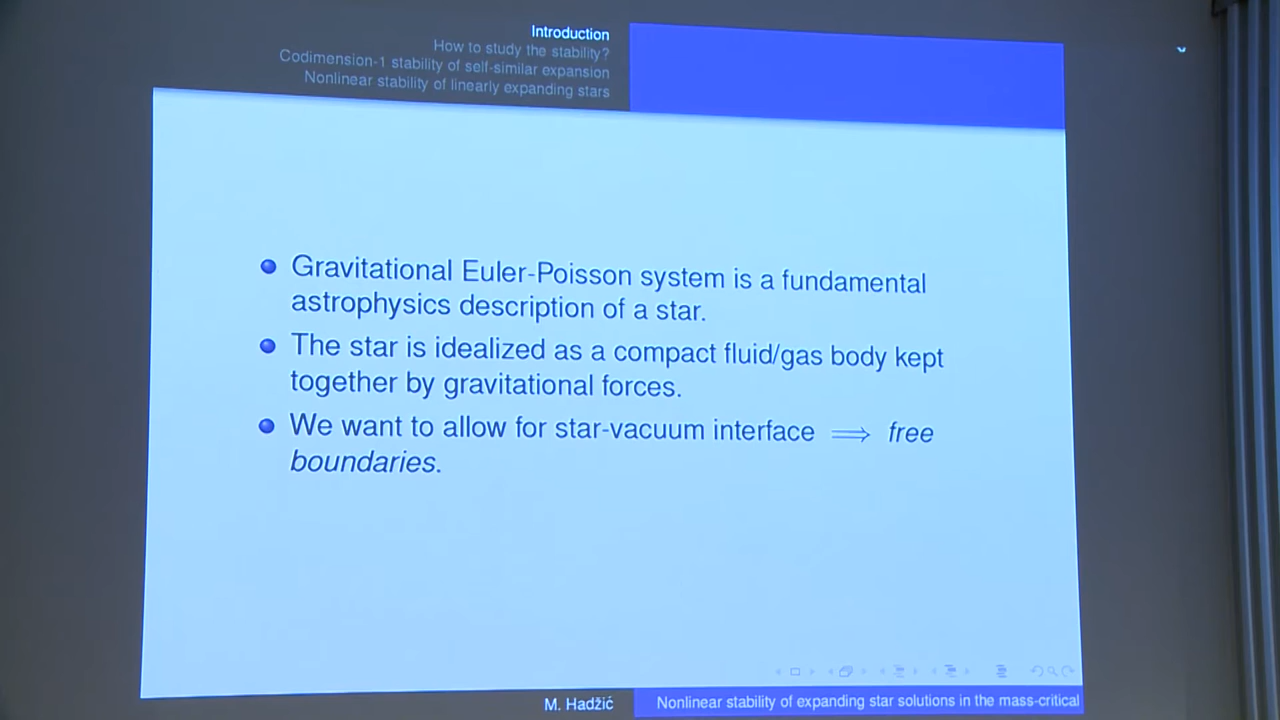 Introduction
How to study the stability?
Codimension-1 stability of self-similar expansion
Nonlinear stability of linearly expanding stars
Gravitational Euler-Poisson system is a fundamental
astrophysics description of a star.
The star is idealized as a compact fluid/gas body kept
together by gravitational forces.
We want to allow for star-vacuum interface ⟹ free
boundaries.
M. Hadžić
Nonlinear stability of expanding star solutions in the mass-critical